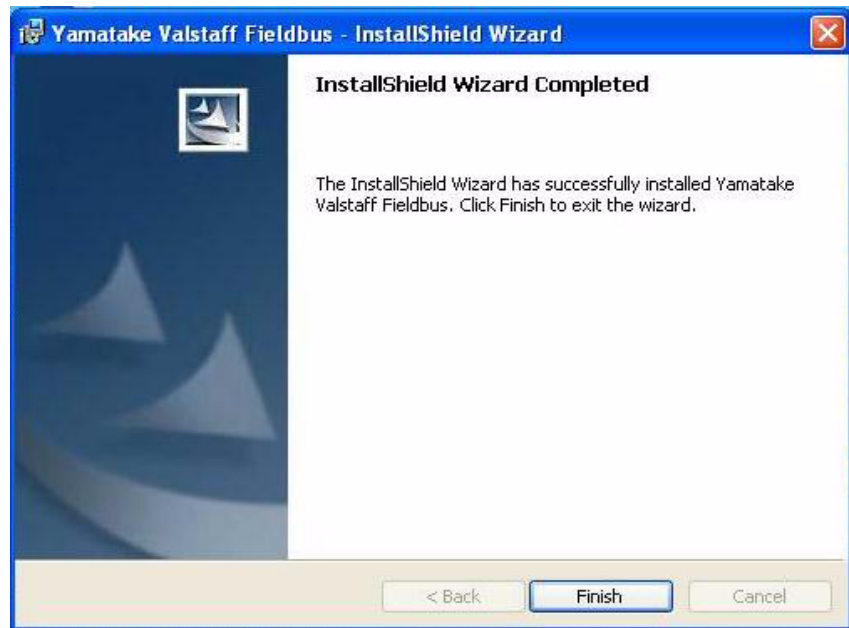 Yamatake Valstaff Fieldbus - InstallShield Wizard
InstallShield Wizard Completed
The InstallShield Wizard has successfully installed Yamatake
Valstaff Fieldbus. Click Finish to exit the wizard.
< Back
Finish
Cancel